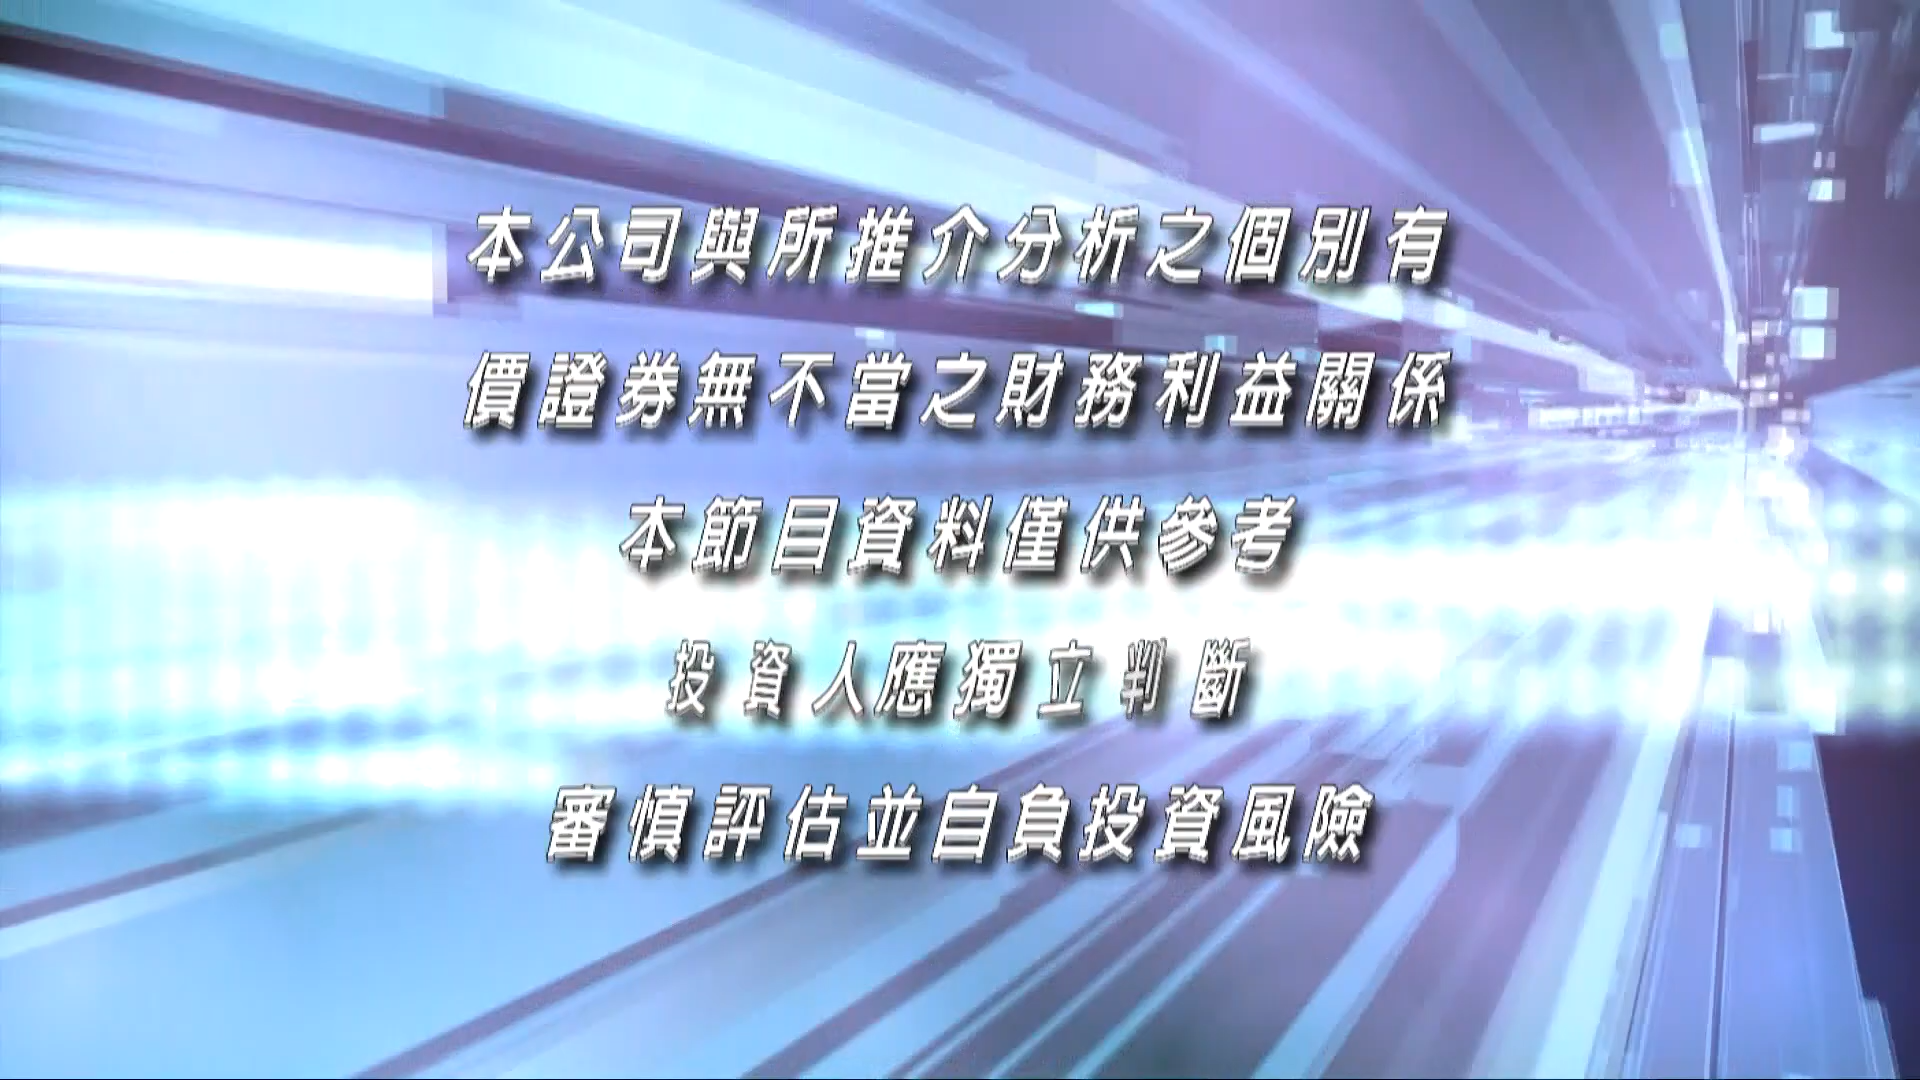 本公司與所推介分析之個別有
價證券無不當之財務利益關係
本節目資料僅供參考
投資人應獨立判斷
審慎評估並自負投資風險